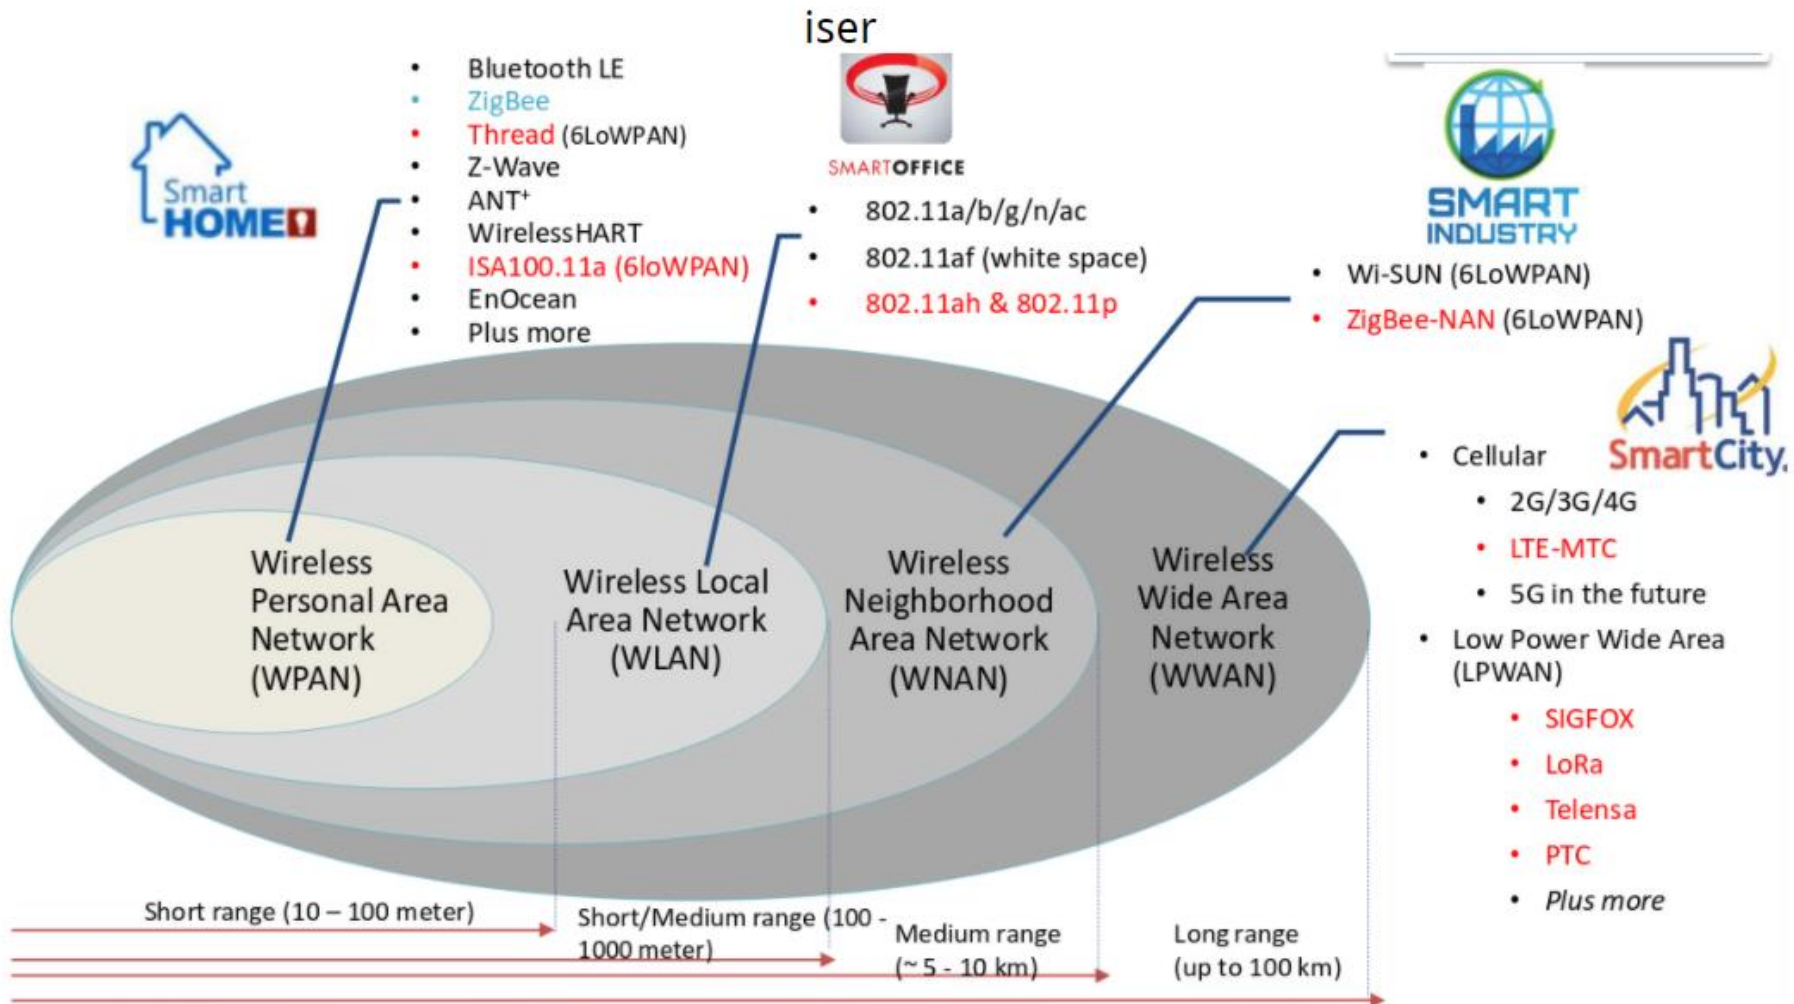 iser
Smart
HOME
• Bluetooth LE
• ZigBee
• Thread (6LoWPAN)
• Z-Wave
• ANT+
• WirelessHART
• ISA100.11a (6loWPAN)
• EnOcean
• Plus more
SMARTOFFICE
• 802.11a/b/g/n/ac
• 802.11af (white space)
• 802.11ah & 802.11p
SMART
INDUSTRY
• Wi-SUN (6LoWPAN)
• ZigBee-NAN (6LoWPAN)
SmartCity
• Cellular
• 2G/3G/4G
• LTE-MTC
• 5G in the future
• Low Power Wide Area
(LPWAN)
• SIGFOX
• LoRa
• Telensa
• PTC
• Plus more
Wireless
Personal Area
Network
(WPAN)
Wireless Local
Area Network
(WLAN)
Wireless
Neighborhood
Area Network
(WNAN)
Wireless
Wide Area
Network
(WWAN)
Short range (10 – 100 meter)
Short/Medium range (100 -
1000 meter)
Medium range
(~ 5 - 10 km)
Long range
(up to 100 km)